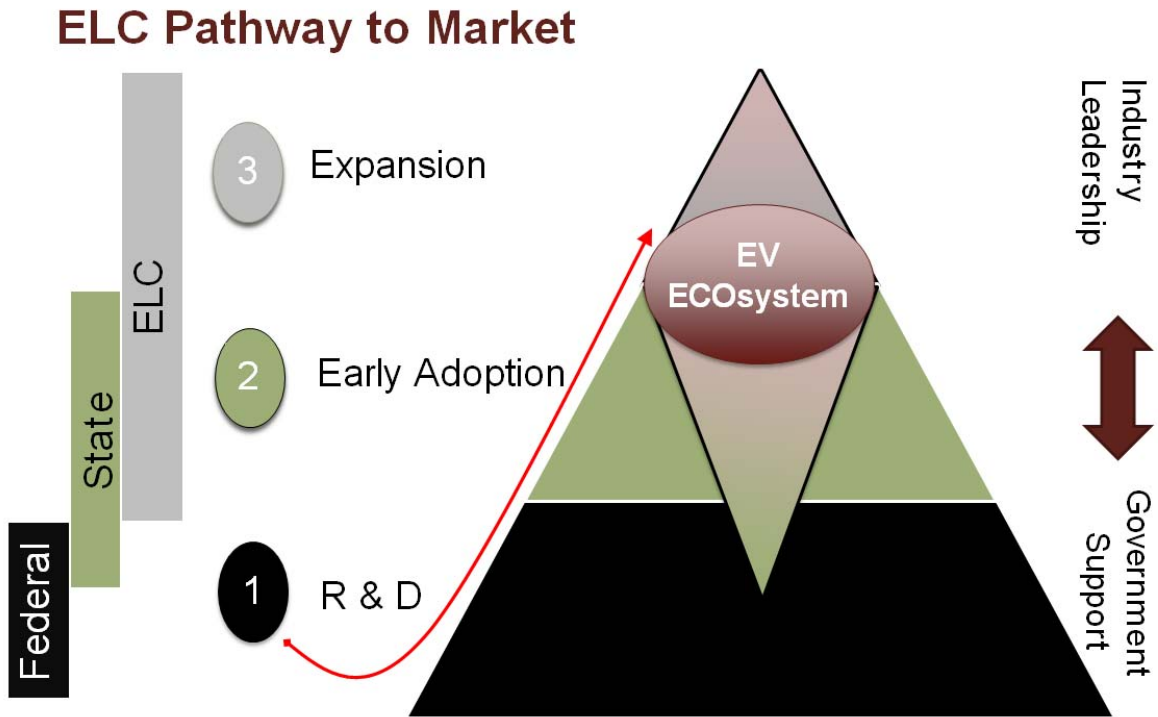 ELC Pathway to Market
3
Expansion
2
Early Adoption
1
R & D
ELC
State
Federal
EV
ECOsystem
Industry
Leadership
Government
Support